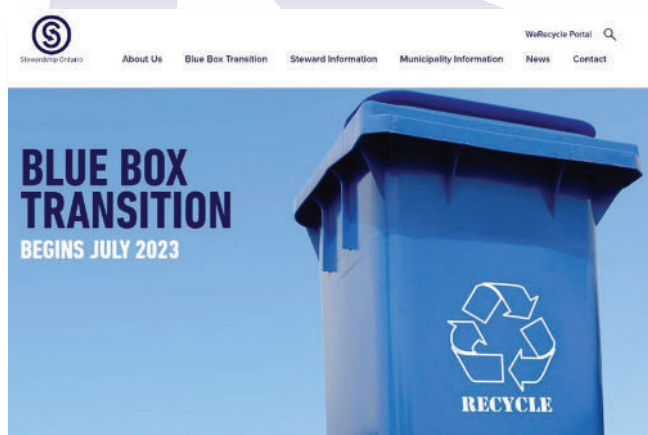 WeRecycle Portal
Stewardship Ontario
About Us Blue Box Transition Steward Information Municipality Information News Contact
BLUE BOX
TRANSITION
BEGINS JULY 2023
RECYCLE